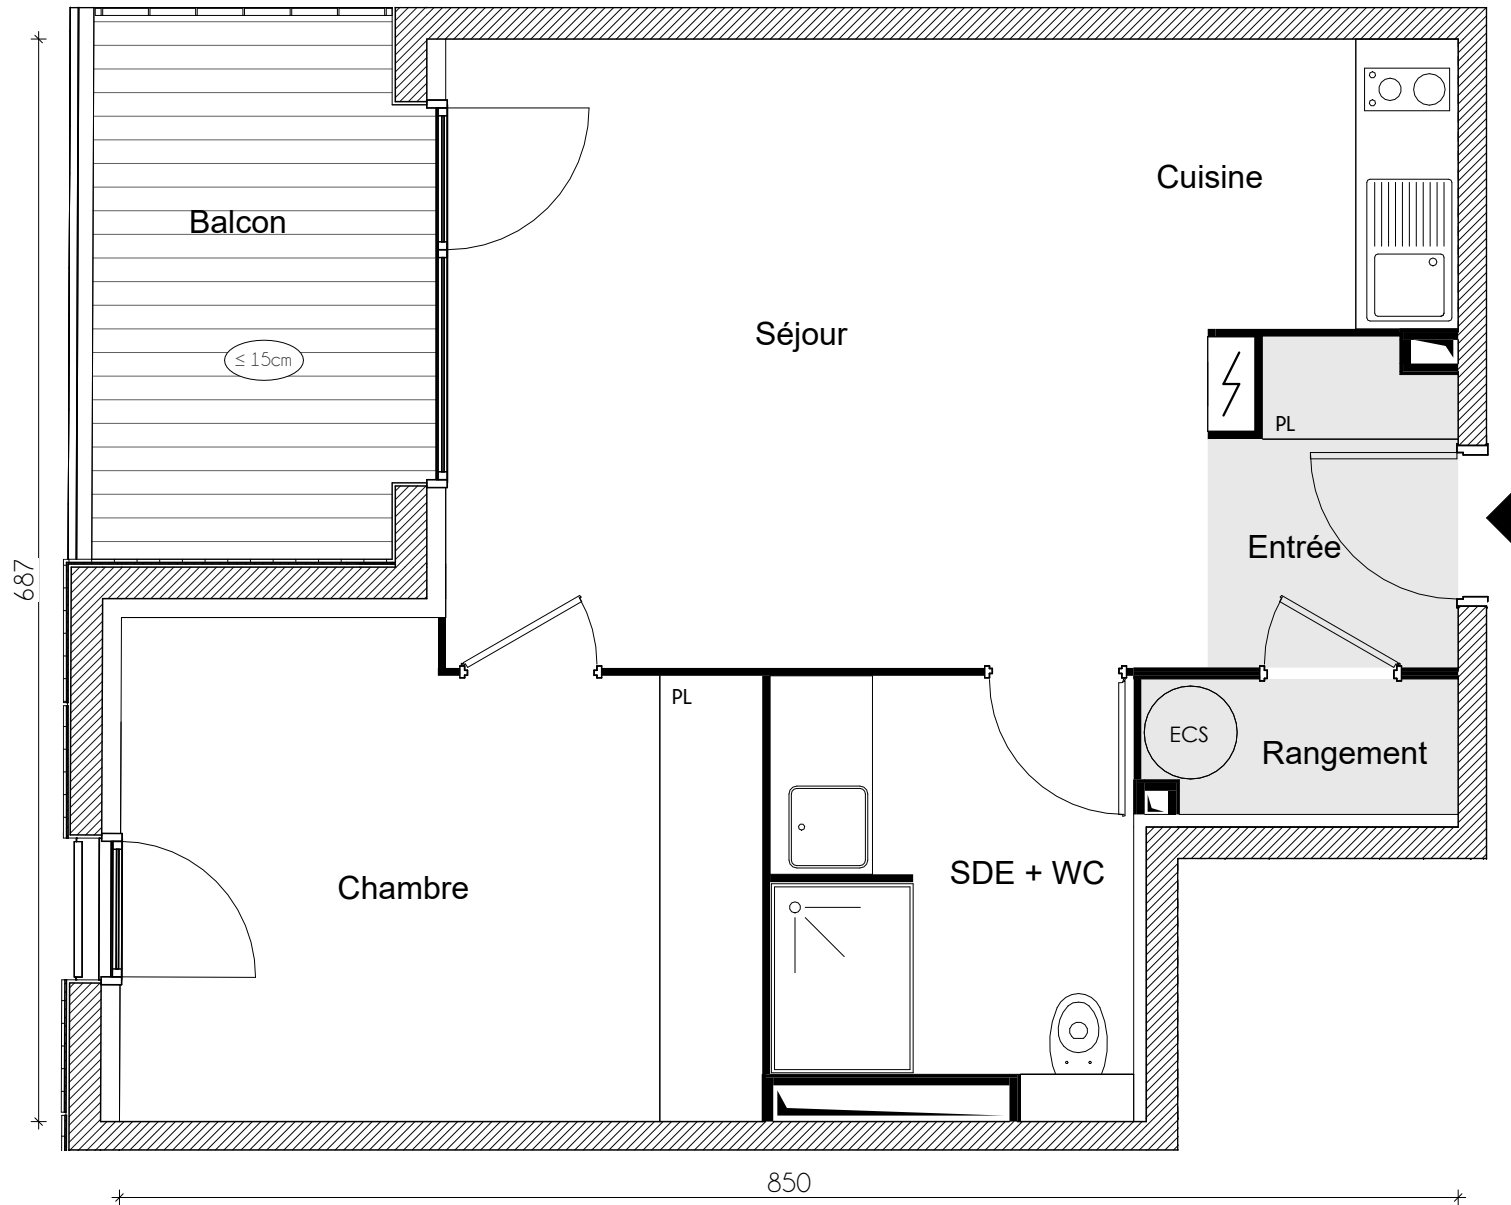 Cuisine
Balcon
Séjour
≤ 15cm
PL
Entrée
687
PL
ECS
Rangement
SDE + WC
Chambre
850